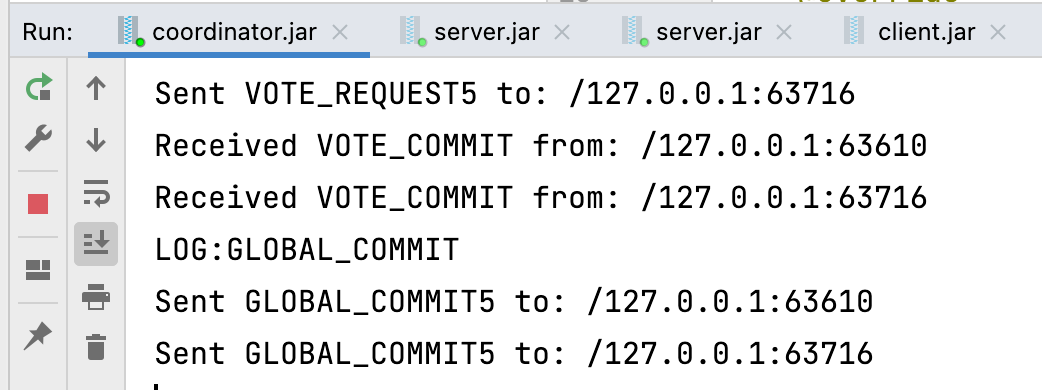 Run: coordinator.jar server.jar server.jar client.jar
Sent VOTE_REQUEST5 to: /127.0.0.1:63716
Received VOTE_COMMIT from: /127.0.0.1:63610
Received VOTE_COMMIT from: /127.0.0.1:63716
LOG:GLOBAL_COMMIT
Sent GLOBAL_COMMIT5 to: /127.0.0.1:63610
Sent GLOBAL_COMMIT5 to: /127.0.0.1:63716